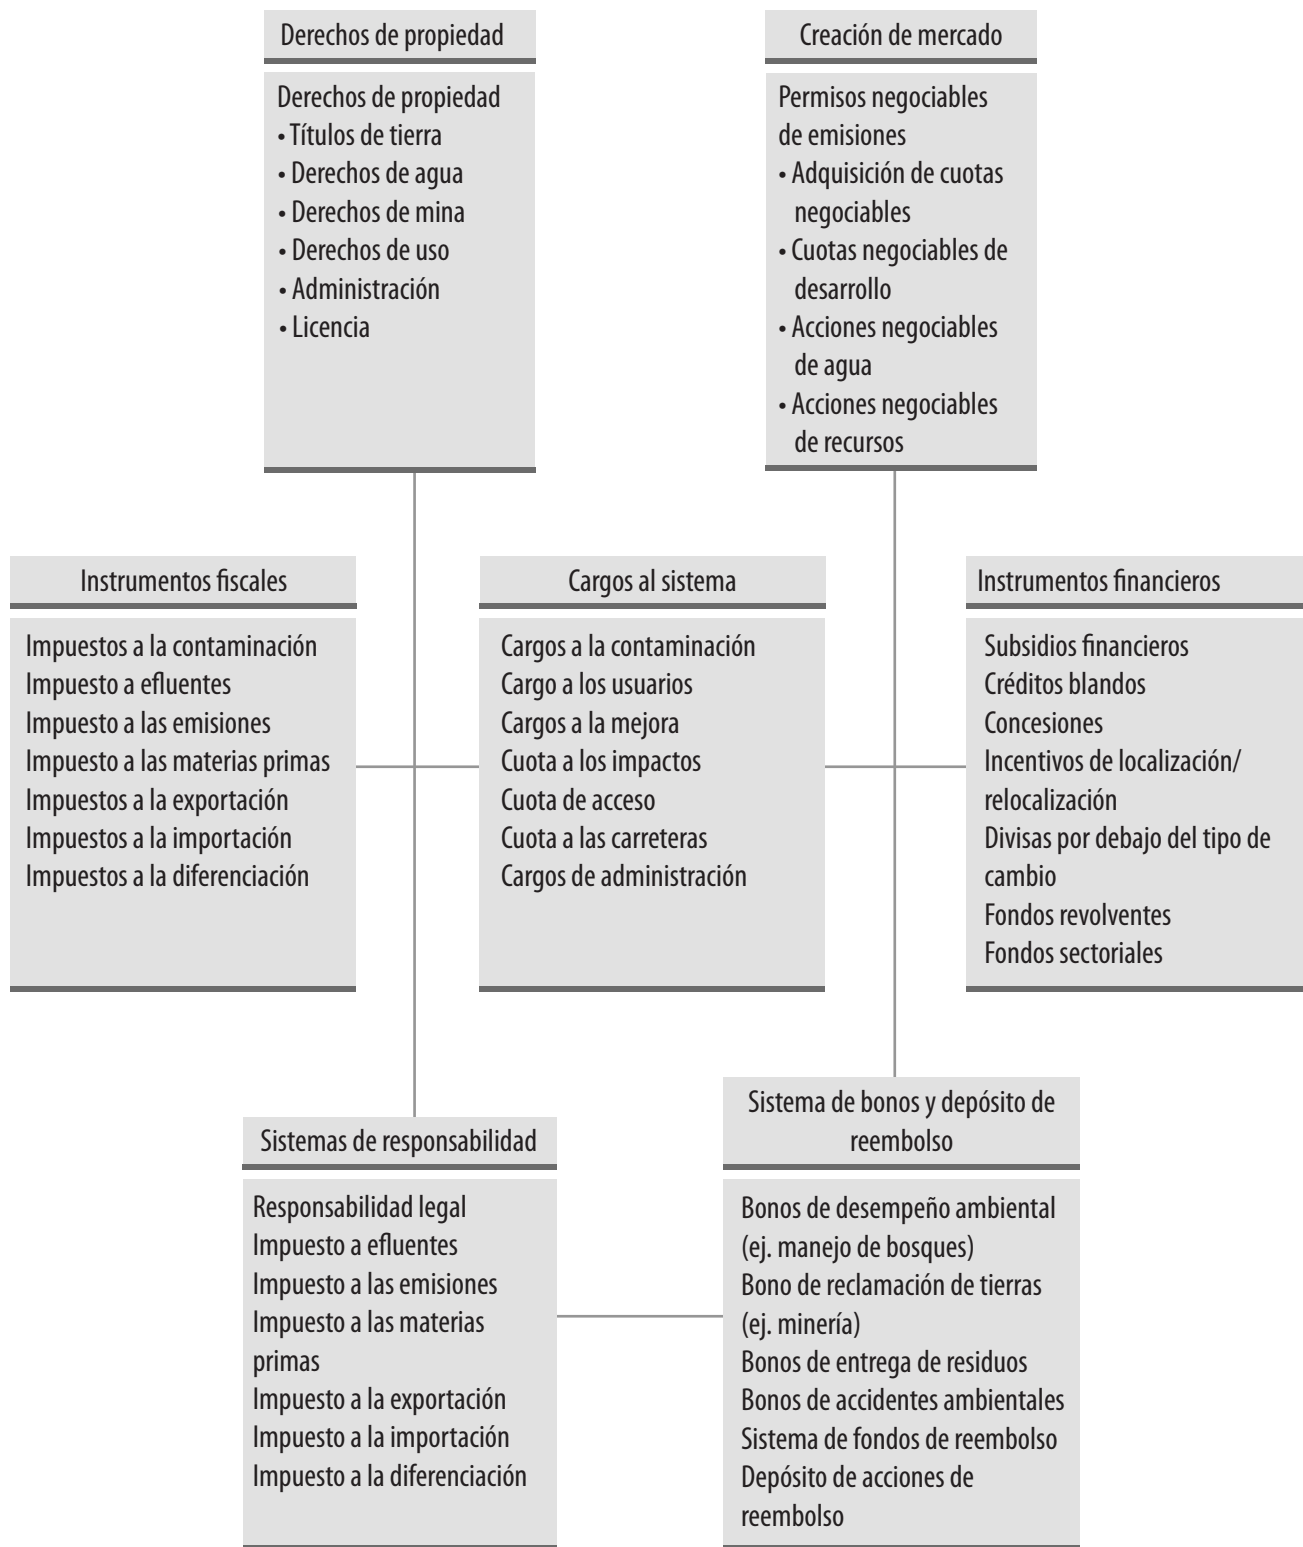 Derechos de propiedad
Derechos de propiedad
• Títulos de tierra
• Derechos de agua
• Derechos de mina
• Derechos de uso
• Administración
• Licencia
Creación de mercado
Permisos negociables
de emisiones
• Adquisición de cuotas
negociables
• Cuotas negociables de
desarrollo
• Acciones negociables
de agua
• Acciones negociables
de recursos
Instrumentos fiscales
Impuestos a la contaminación
Impuesto a efluentes
Impuesto a las emisiones
Impuesto a las materias primas
Impuestos a la exportación
Impuestos a la importación
Impuestos a la diferenciación
Cargos al sistema
Cargos a la contaminación
Cargo a los usuarios
Cargos a la mejora
Cuota a los impactos
Cuota de acceso
Cuota a las carreteras
Cargos de administración
Instrumentos financieros
Subsidios financieros
Créditos blandos
Concesiones
Incentivos de localización/
relocalización
Divisas por debajo del tipo de
cambio
Fondos revolventes
Fondos sectoriales
Sistemas de responsabilidad
Responsabilidad legal
Impuesto a efluentes
Impuesto a las emisiones
Impuesto a las materias
primas
Impuesto a la exportación
Impuesto a la importación
Impuesto a la diferenciación
Sistema de bonos y depósito de
reembolso
Bonos de desempeño ambiental
(ej. manejo de bosques)
Bono de reclamación de tierras
(ej. minería)
Bonos de entrega de residuos
Bonos de accidentes ambientales
Sistema de fondos de reembolso
Depósito de acciones de
reembolso